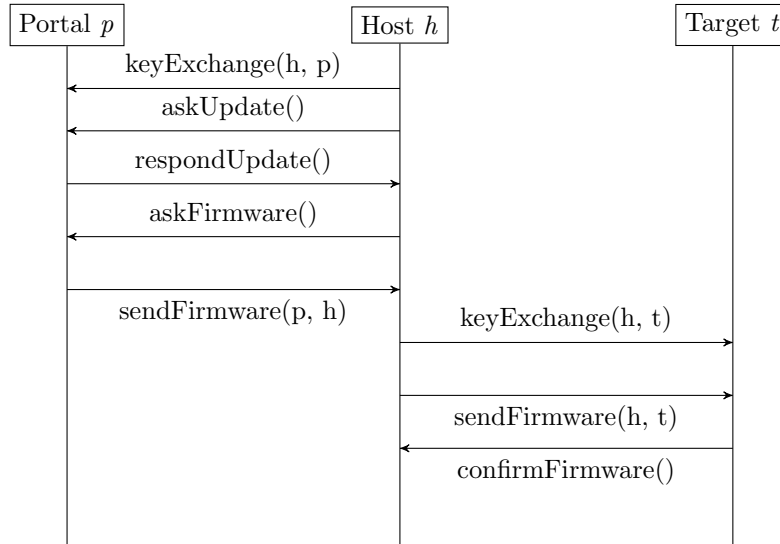 Portal p
Host h
Target t
keyExchange(h, p)
askUpdate()
respondUpdate()
askFirmware()
sendFirmware(p, h)
keyExchange(h, t)
sendFirmware(h, t)
confirmFirmware()